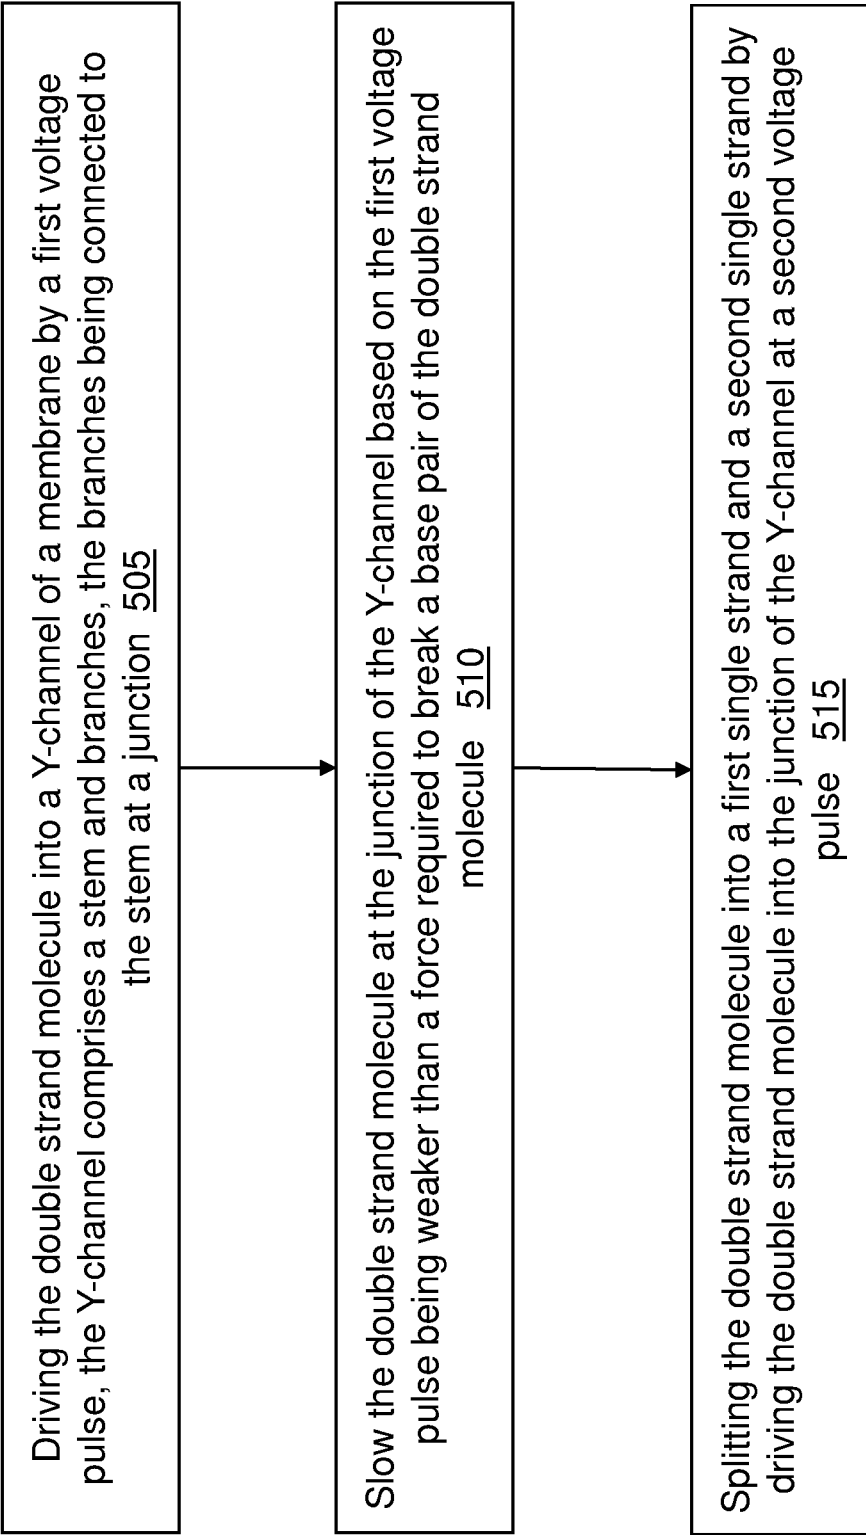 Driving the double strand molecule into a Y-channel of a membrane by a first voltage
pulse, the Y-channel comprises a stem and branches, the branches being connected to
the stem at a junction 505
Slow the double strand molecule at the junction of the Y-channel based on the first voltage
pulse being weaker than a force required to break a base pair of the double strand
molecule 510
Splitting the double strand molecule into a first single strand and a second single strand by
driving the double strand molecule into the junction of the Y-channel at a second voltage
pulse 515